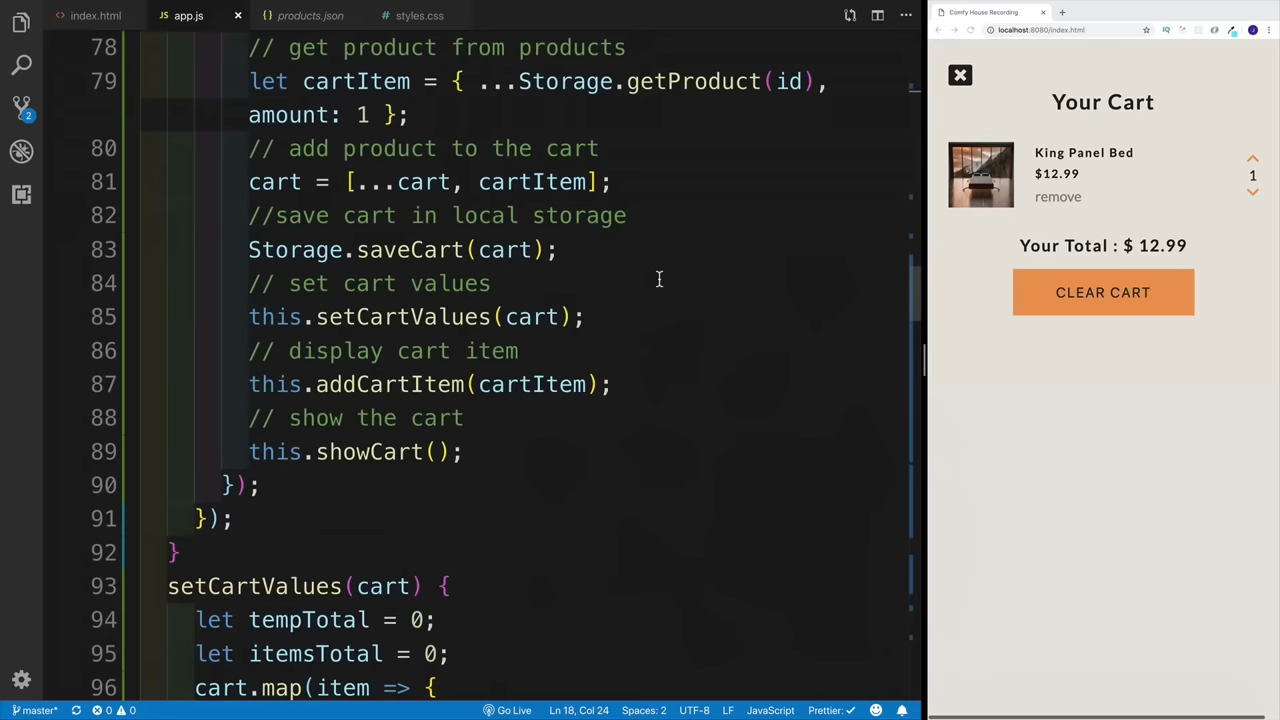 index.html
app.js
products.json
styles.css
78 // get product from products
79 let cartItem = { ...Storage.getProduct(id),
amount: 1 };
80 // add product to the cart
81 cart = [...cart, cartItem];
82 //save cart in local storage
83 Storage.saveCart(cart);
84 // set cart values
85 this.setCartValues(cart);
86 // display cart item
87 this.addCartItem(cartItem);
88 // show the cart
89 this.showCart();
90 });
91 });
92 }
93 setCartValues(cart) {
94 let tempTotal = 0;
95 let itemsTotal = 0;
96 cart.map(item => {
2
master* 0 0 Go Live Ln 18, Col 24 Spaces: 2 UTF-8 LF JavaScript Prettier: ✓
Comfy House Recording
localhost:8080/index.html
IQ
J
Your Cart
King Panel Bed
$12.99
remove
1
Your Total : $ 12.99
CLEAR CART